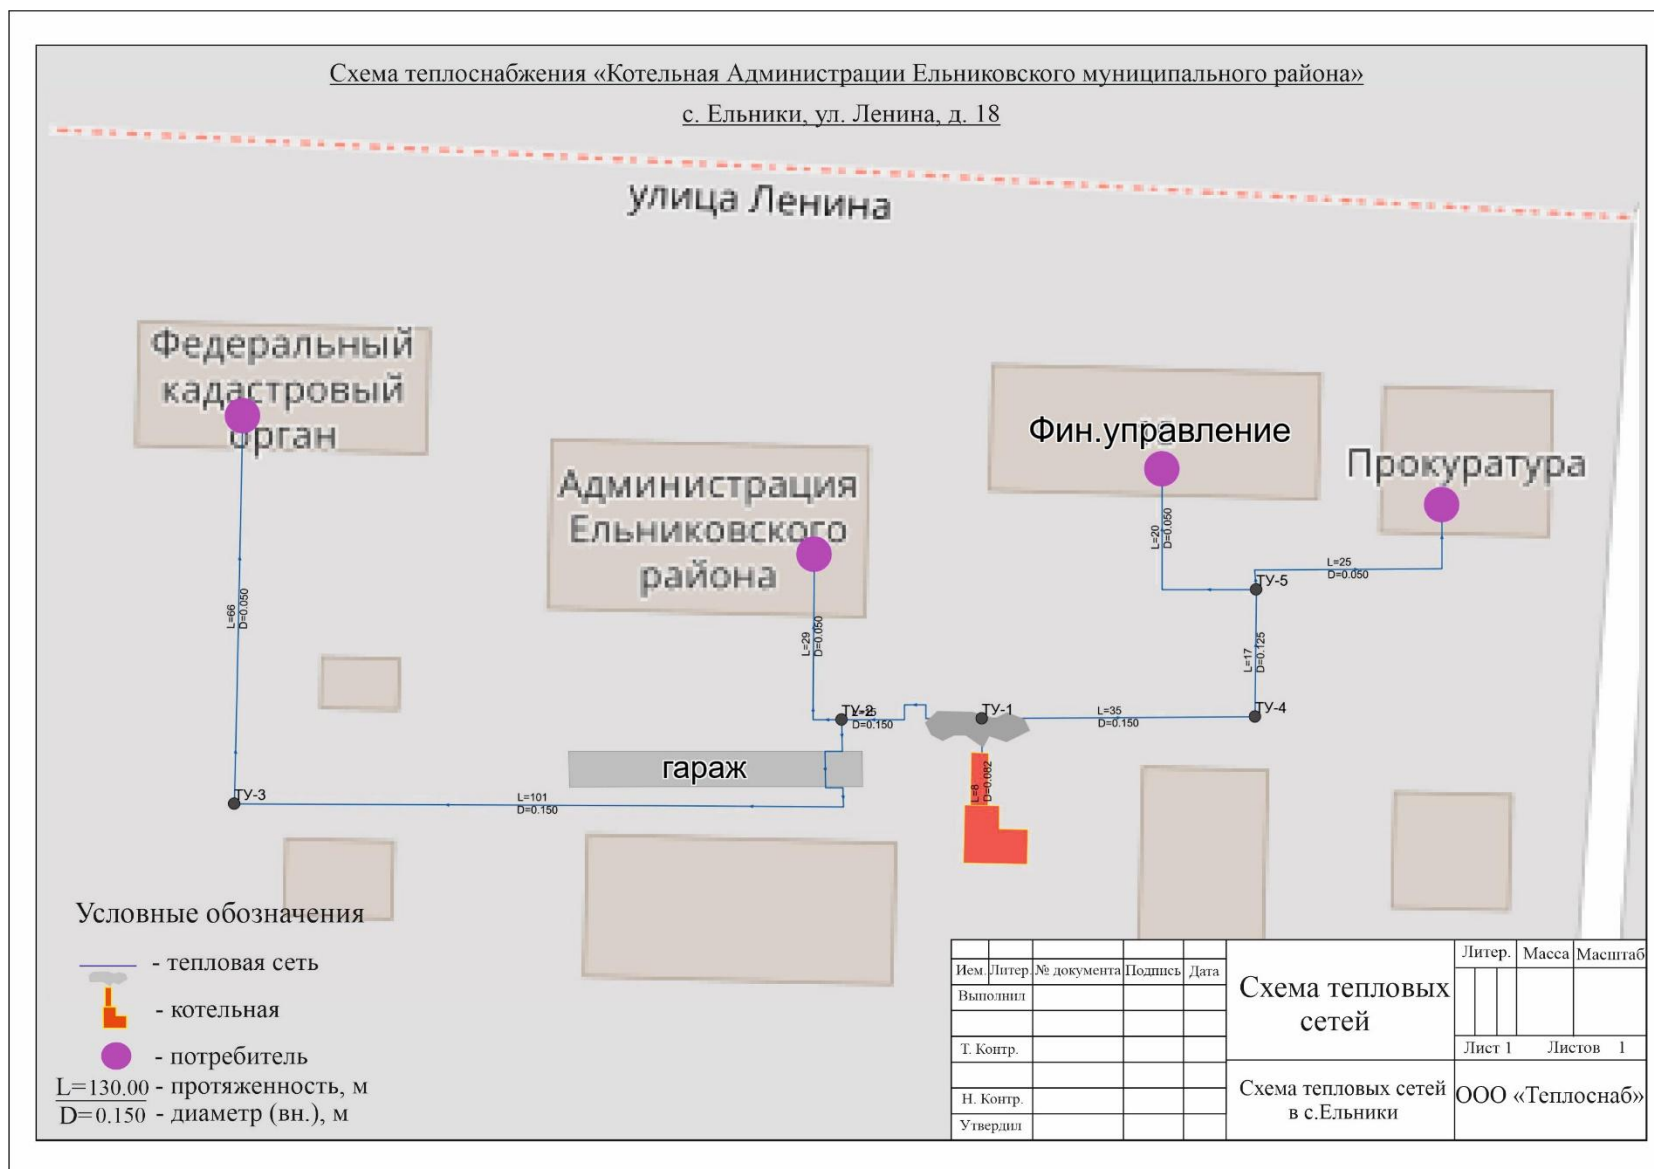 Схема теплоснабжения «Котельная Администрации Ельниковского муниципального района»
с. Ельники, ул. Ленина, д. 18
улица Ленина
Федеральный
кадастровый
орган
Администрация
Ельниковского
района
Фин.управление
Прокуратура
L=20
D=0.050
L=25
D=0.050
ТУ-5
L=66
D=0.050
L=29
D=0.050
L=17
D=0.125
ТУ-2
D=0.150
ТУ-1
L=35
D=0.150
ТУ-4
гараж
L=8
D=0.082
ТУ-3
L=101
D=0.150
Условные обозначения
- тепловая сеть
- котельная
- потребитель
L=130.00 - протяженность, м
D=0.150 - диаметр (вн.), м
Ием. Литер. № документа Подпись Дата
Выполнил
Т. Контр.
Н. Контр.
Утвердил
Схема тепловых
сетей
Литер. Масса Масштаб
Лист 1 Листов 1
Схема тепловых сетей
в с.Ельники
ООО «Теплоснаб»